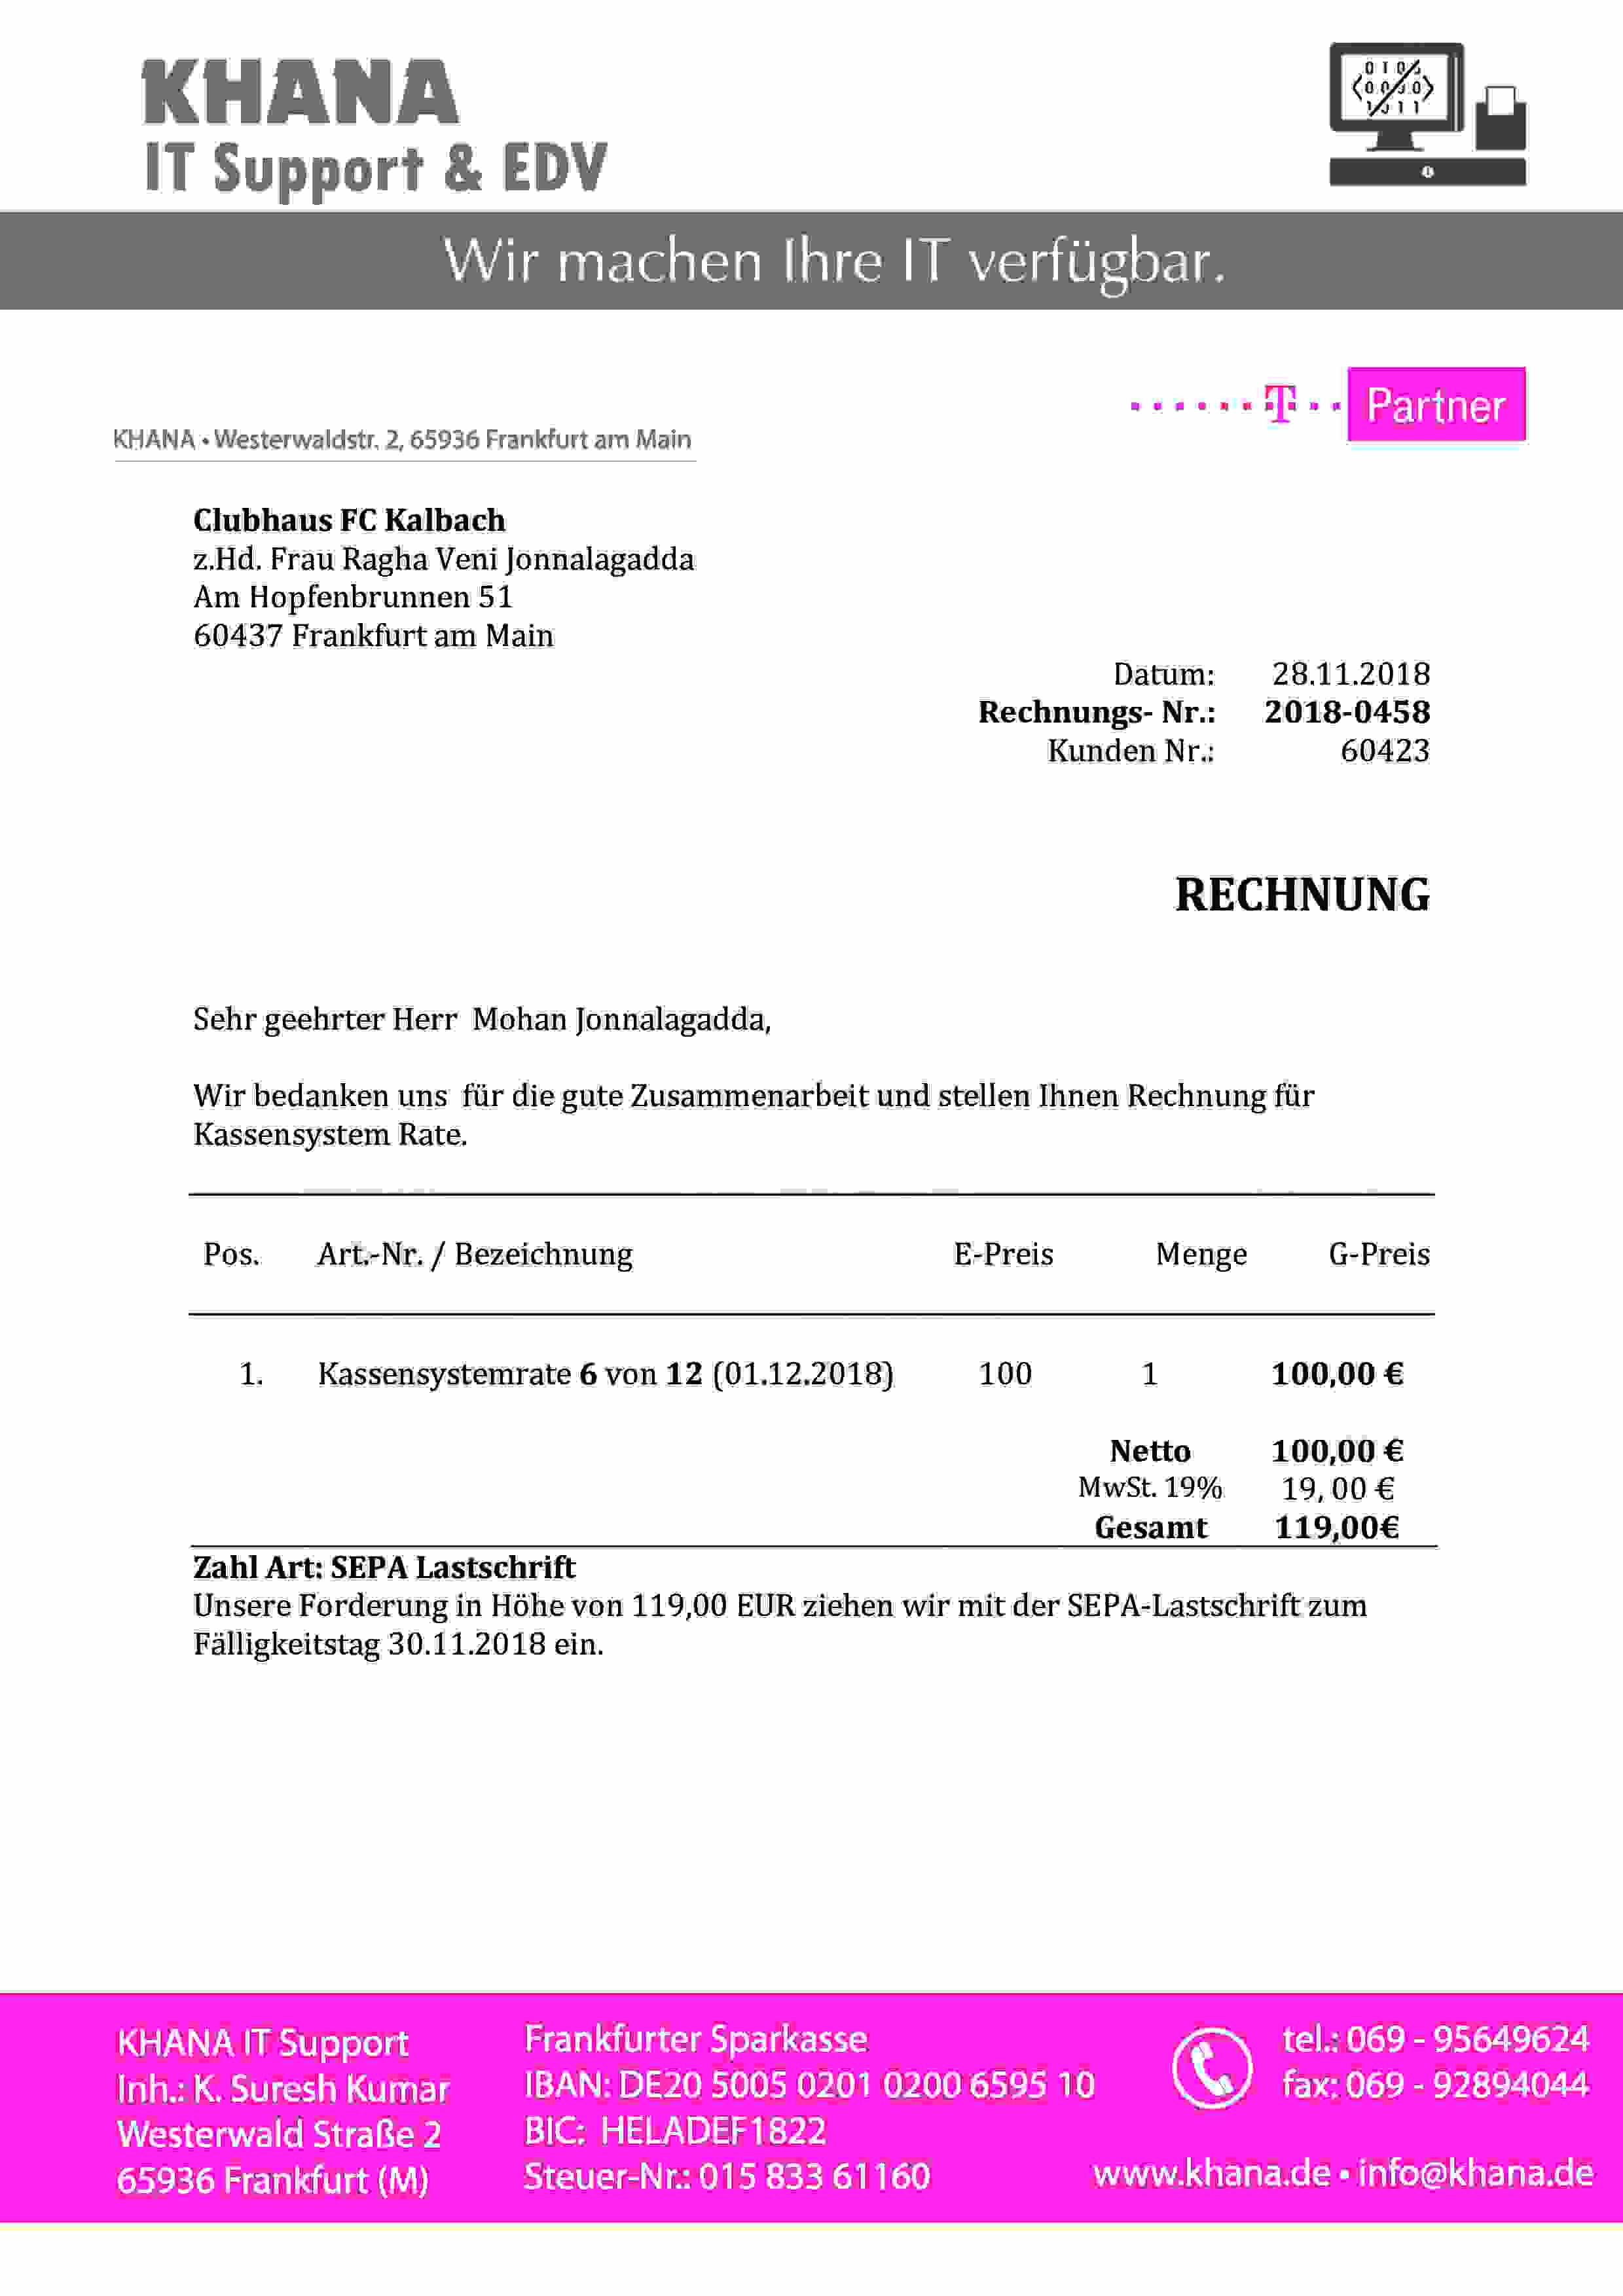 KHANA
IT Support & EDV
Wir machen Ihre IT verfügbar.
T Partner
KHANA • Westerwaldstr. 2, 65936 Frankfurt am Main
Clubhaus FC Kalbach
z.Hd. Frau Ragha Veni Jonnalagadda
Am Hopfenbrunnen 51
60437 Frankfurt am Main
Datum: 28.11.2018
Rechnungs- Nr.: 2018-0458
Kunden Nr.: 60423
RECHNUNG
Sehr geehrter Herr Mohan Jonnalagadda,
Wir bedanken uns für die gute Zusammenarbeit und stellen Ihnen Rechnung für
Kassensystem Rate.
Pos. Art.-Nr. / Bezeichnung E-Preis Menge G-Preis
1. Kassensystemrate 6 von 12 (01.12.2018) 100 1 100,00 €
Netto 100,00 €
MwSt. 19% 19, 00 €
Gesamt 119,00€
Zahl Art: SEPA Lastschrift
Unsere Forderung in Höhe von 119,00 EUR ziehen wir mit der SEPA-Lastschrift zum
Fälligkeitstag 30.11.2018 ein.
KHANA IT Support
Inh.: K. Suresh Kumar
Westerwald Straße 2
65936 Frankfurt (M)
Frankfurter Sparkasse
IBAN: DE20 5005 0201 0200 6595 10
BIC: HELADEF1822
Steuer-Nr.: 015 833 61160
tel.: 069 - 95649624
fax: 069 - 92894044
www.khana.de • info@khana.de